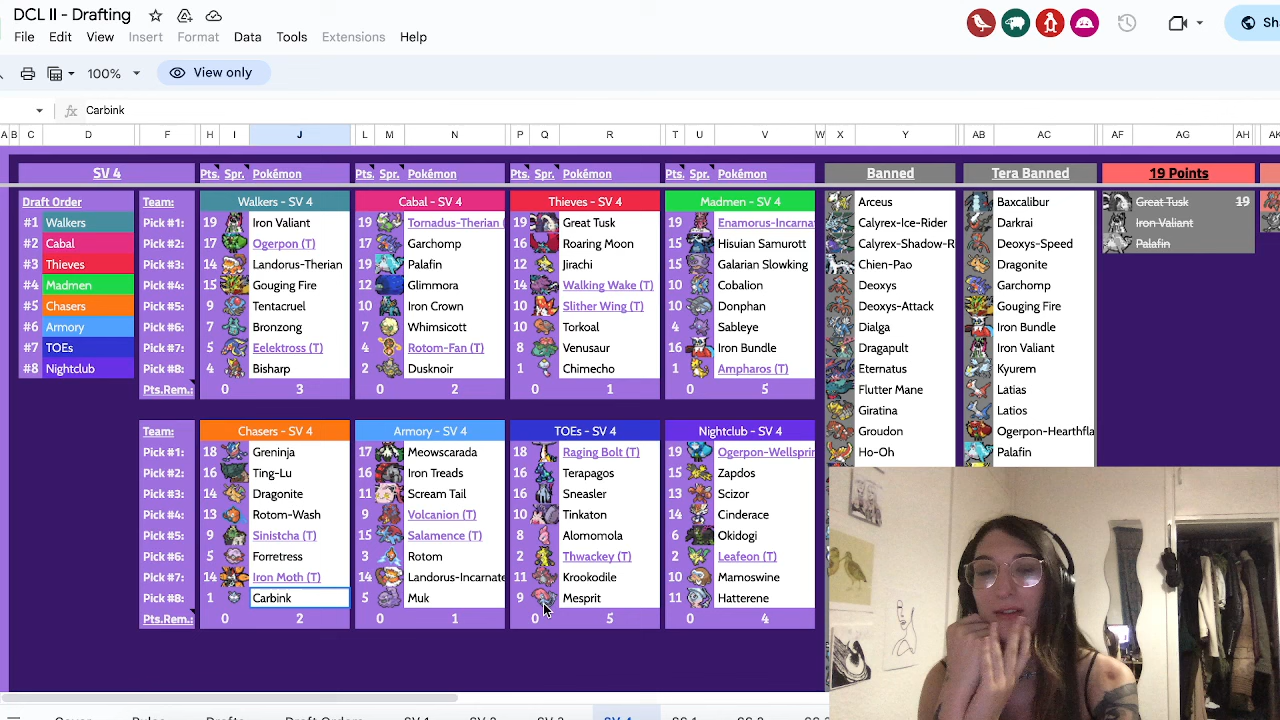 DCL II - Drafting
File Edit View Insert Format Data Tools Extensions Help
100% View only
Sh
fx Carbink
A B C D F H I J L M N P Q R T U V W X Y AB AC AF AG AH AK
SV 4 Pts. Spr. Pokémon Pts. Spr. Pokémon Pts. Spr. Pokémon Pts. Spr. Pokémon Banned Tera Banned 19 Points
Draft Order Team: Walkers - SV 4 Cabal - SV 4 Thieves - SV 4 Madmen - SV 4 Arceus Baxcalibur Great Tusk 19
#1 Walkers Pick #1: 19 Iron Valiant 19 Tornadus-Therian ( 19 Great Tusk 19 Enamorus-Incarna Calyrex-Ice-Rider Darkrai Iron Valiant
#2 Cabal Pick #2: 17 Ogerpon (T) 17 Garchomp 16 Roaring Moon 15 Hisuian Samurott Calyrex-Shadow-R Deoxys-Speed Palafin
#3 Thieves Pick #3: 14 Landorus-Therian 19 Palafin 12 Jirachi 15 Galarian Slowking Chien-Pao Dragonite
#4 Madmen Pick #4: 15 Gouging Fire 12 Glimmora 14 Walking Wake (T) 10 Cobalion Deoxys Garchomp
#5 Chasers Pick #5: 9 Tentacruel 10 Iron Crown 10 Slither Wing (T) 10 Donphan Deoxys-Attack Gouging Fire
#6 Armory Pick #6: 7 Bronzong 7 Whimsicott 10 Torkoal 4 Sableye Dialga Iron Bundle
#7 TOEs Pick #7: 5 Eelektross (T) 4 Rotom-Fan (T) 8 Venusaur 16 Iron Bundle Dragapult Iron Valiant
#8 Nightclub Pick #8: 4 Bisharp 2 Dusknoir 1 Chimecho 1 Ampharos (T) Eternatus Kyurem
Pts.Rem.: 0 3 0 2 0 1 0 5 Flutter Mane Latias
Giratina Latios
Team: Chasers - SV 4 Armory - SV 4 TOEs - SV 4 Nightclub - SV 4 Groudon Ogerpon-Hearthfla
Pick #1: 18 Greninja 17 Meowscarada 18 Raging Bolt (T) 19 Ogerpon-Wellsprin Ho-Oh Palafin
Pick #2: 16 Ting-Lu 16 Iron Treads 16 Terapagos 15 Zapdos
Pick #3: 14 Dragonite 11 Scream Tail 16 Sneasler 13 Scizor
Pick #4: 13 Rotom-Wash 9 Volcanion (T) 10 Tinkaton 14 Cinderace
Pick #5: 9 Sinistcha (T) 15 Salamence (T) 8 Alomomola 6 Okidogi
Pick #6: 5 Forretress 3 Rotom 2 Thwackey (T) 2 Leafeon (T)
Pick #7: 14 Iron Moth (T) 14 Landorus-Incarnate 11 Krookodile 10 Mamoswine
Pick #8: 1 Carbink 5 Muk 9 Mesprit 11 Hatterene
Pts.Rem.: 0 2 0 1 0 5 0 4